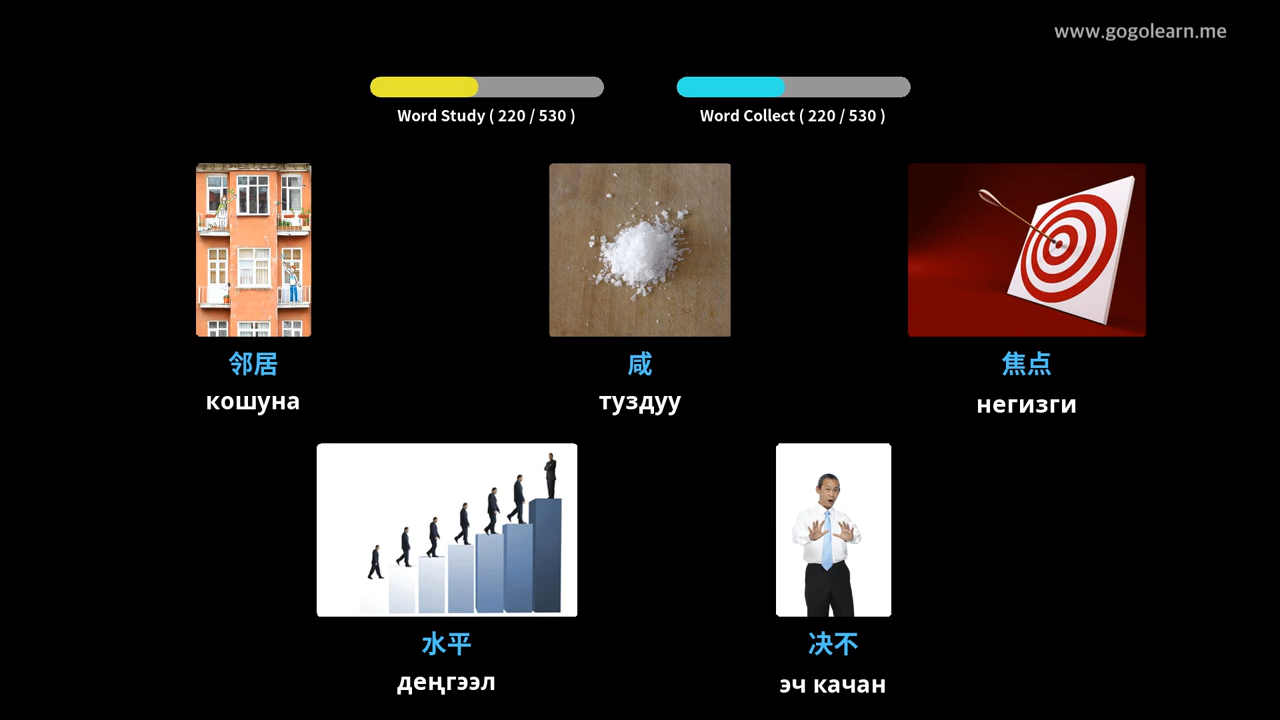 www.gogolearn.me
Word Study ( 220 / 530 )
Word Collect ( 220 / 530 )
邻居
кошуна
咸
туздуу
焦点
негизги
水平
деңгээл
决不
эч качан